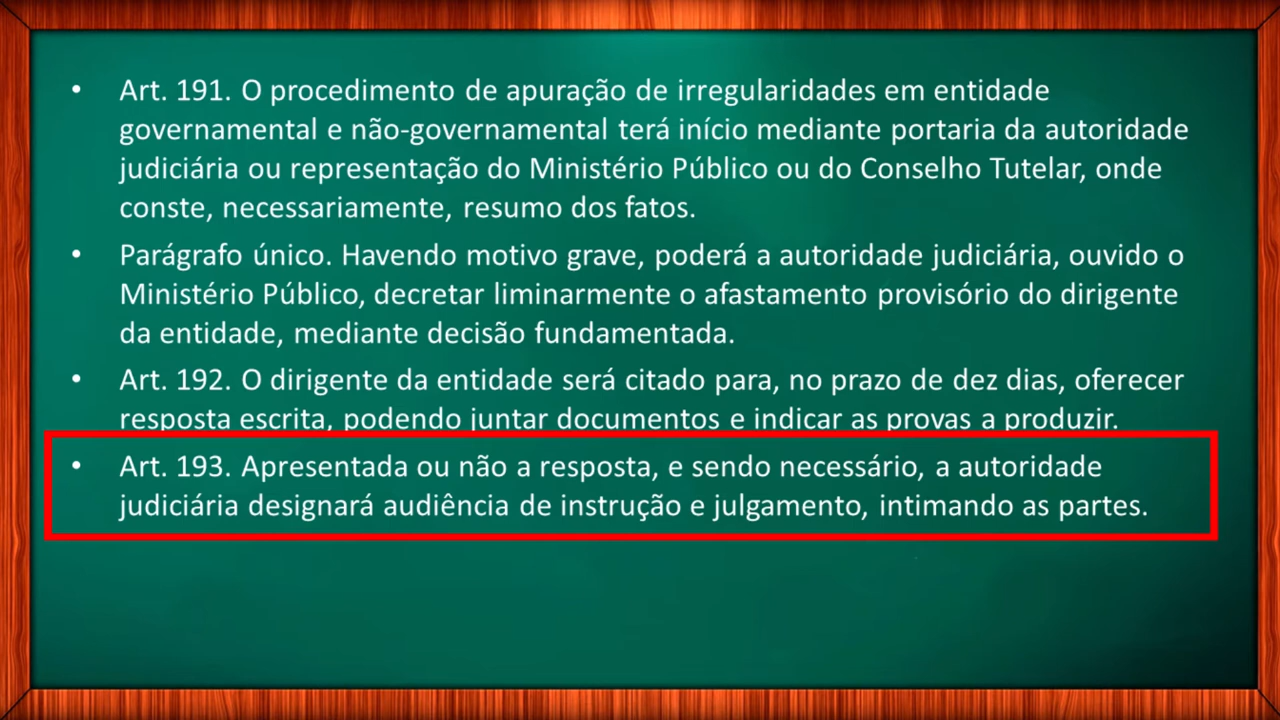 • Art. 191. O procedimento de apuração de irregularidades em entidade
governamental e não-governamental terá início mediante portaria da autoridade
judiciária ou representação do Ministério Público ou do Conselho Tutelar, onde
conste, necessariamente, resumo dos fatos.
• Parágrafo único. Havendo motivo grave, poderá a autoridade judiciária, ouvido o
Ministério Público, decretar liminarmente o afastamento provisório do dirigente
da entidade, mediante decisão fundamentada.
• Art. 192. O dirigente da entidade será citado para, no prazo de dez dias, oferecer
resposta escrita, podendo juntar documentos e indicar as provas a produzir.
• Art. 193. Apresentada ou não a resposta, e sendo necessário, a autoridade
judiciária designará audiência de instrução e julgamento, intimando as partes.